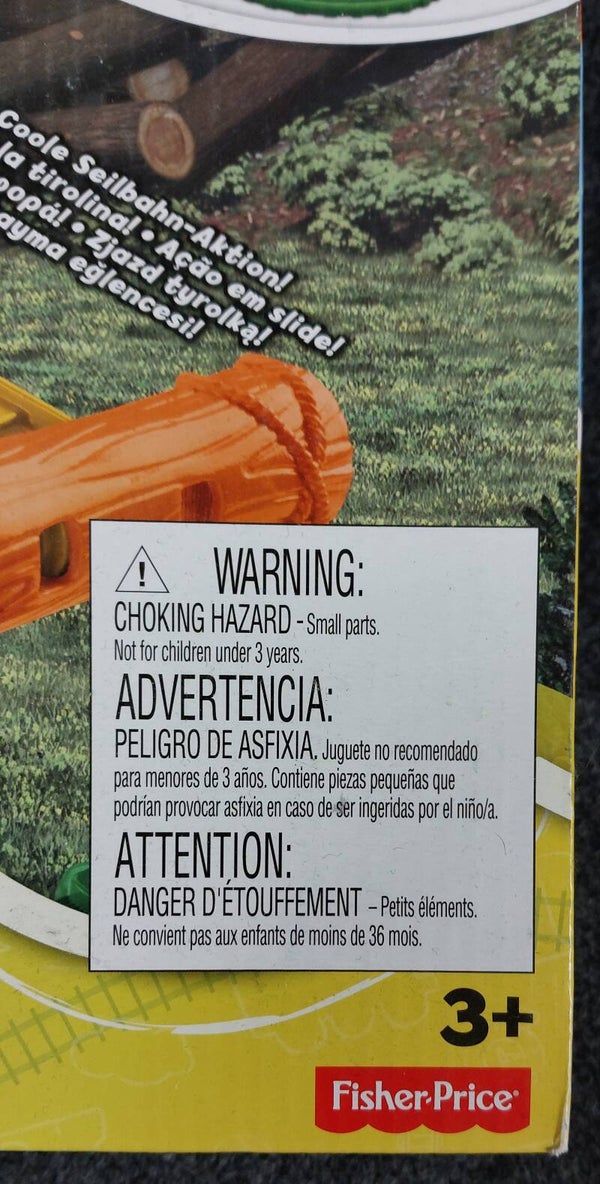 Coole Seilbahn-Aktion!
la tirolina! • Ação em slide!
• Zjazd tyrolką!
eğlencesi!
WARNING:
CHOKING HAZARD - Small parts.
Not for children under 3 years.
ADVERTENCIA:
PELIGRO DE ASFIXIA. Juguete no recomendado
para menores de 3 años. Contiene piezas pequeñas que
podrían provocar asfixia en caso de ser ingeridas por el niño/a.
ATTENTION:
DANGER D'ÉTOUFFEMENT – Petits éléments.
Ne convient pas aux enfants de moins de 36 mois.
3+
Fisher-Price®